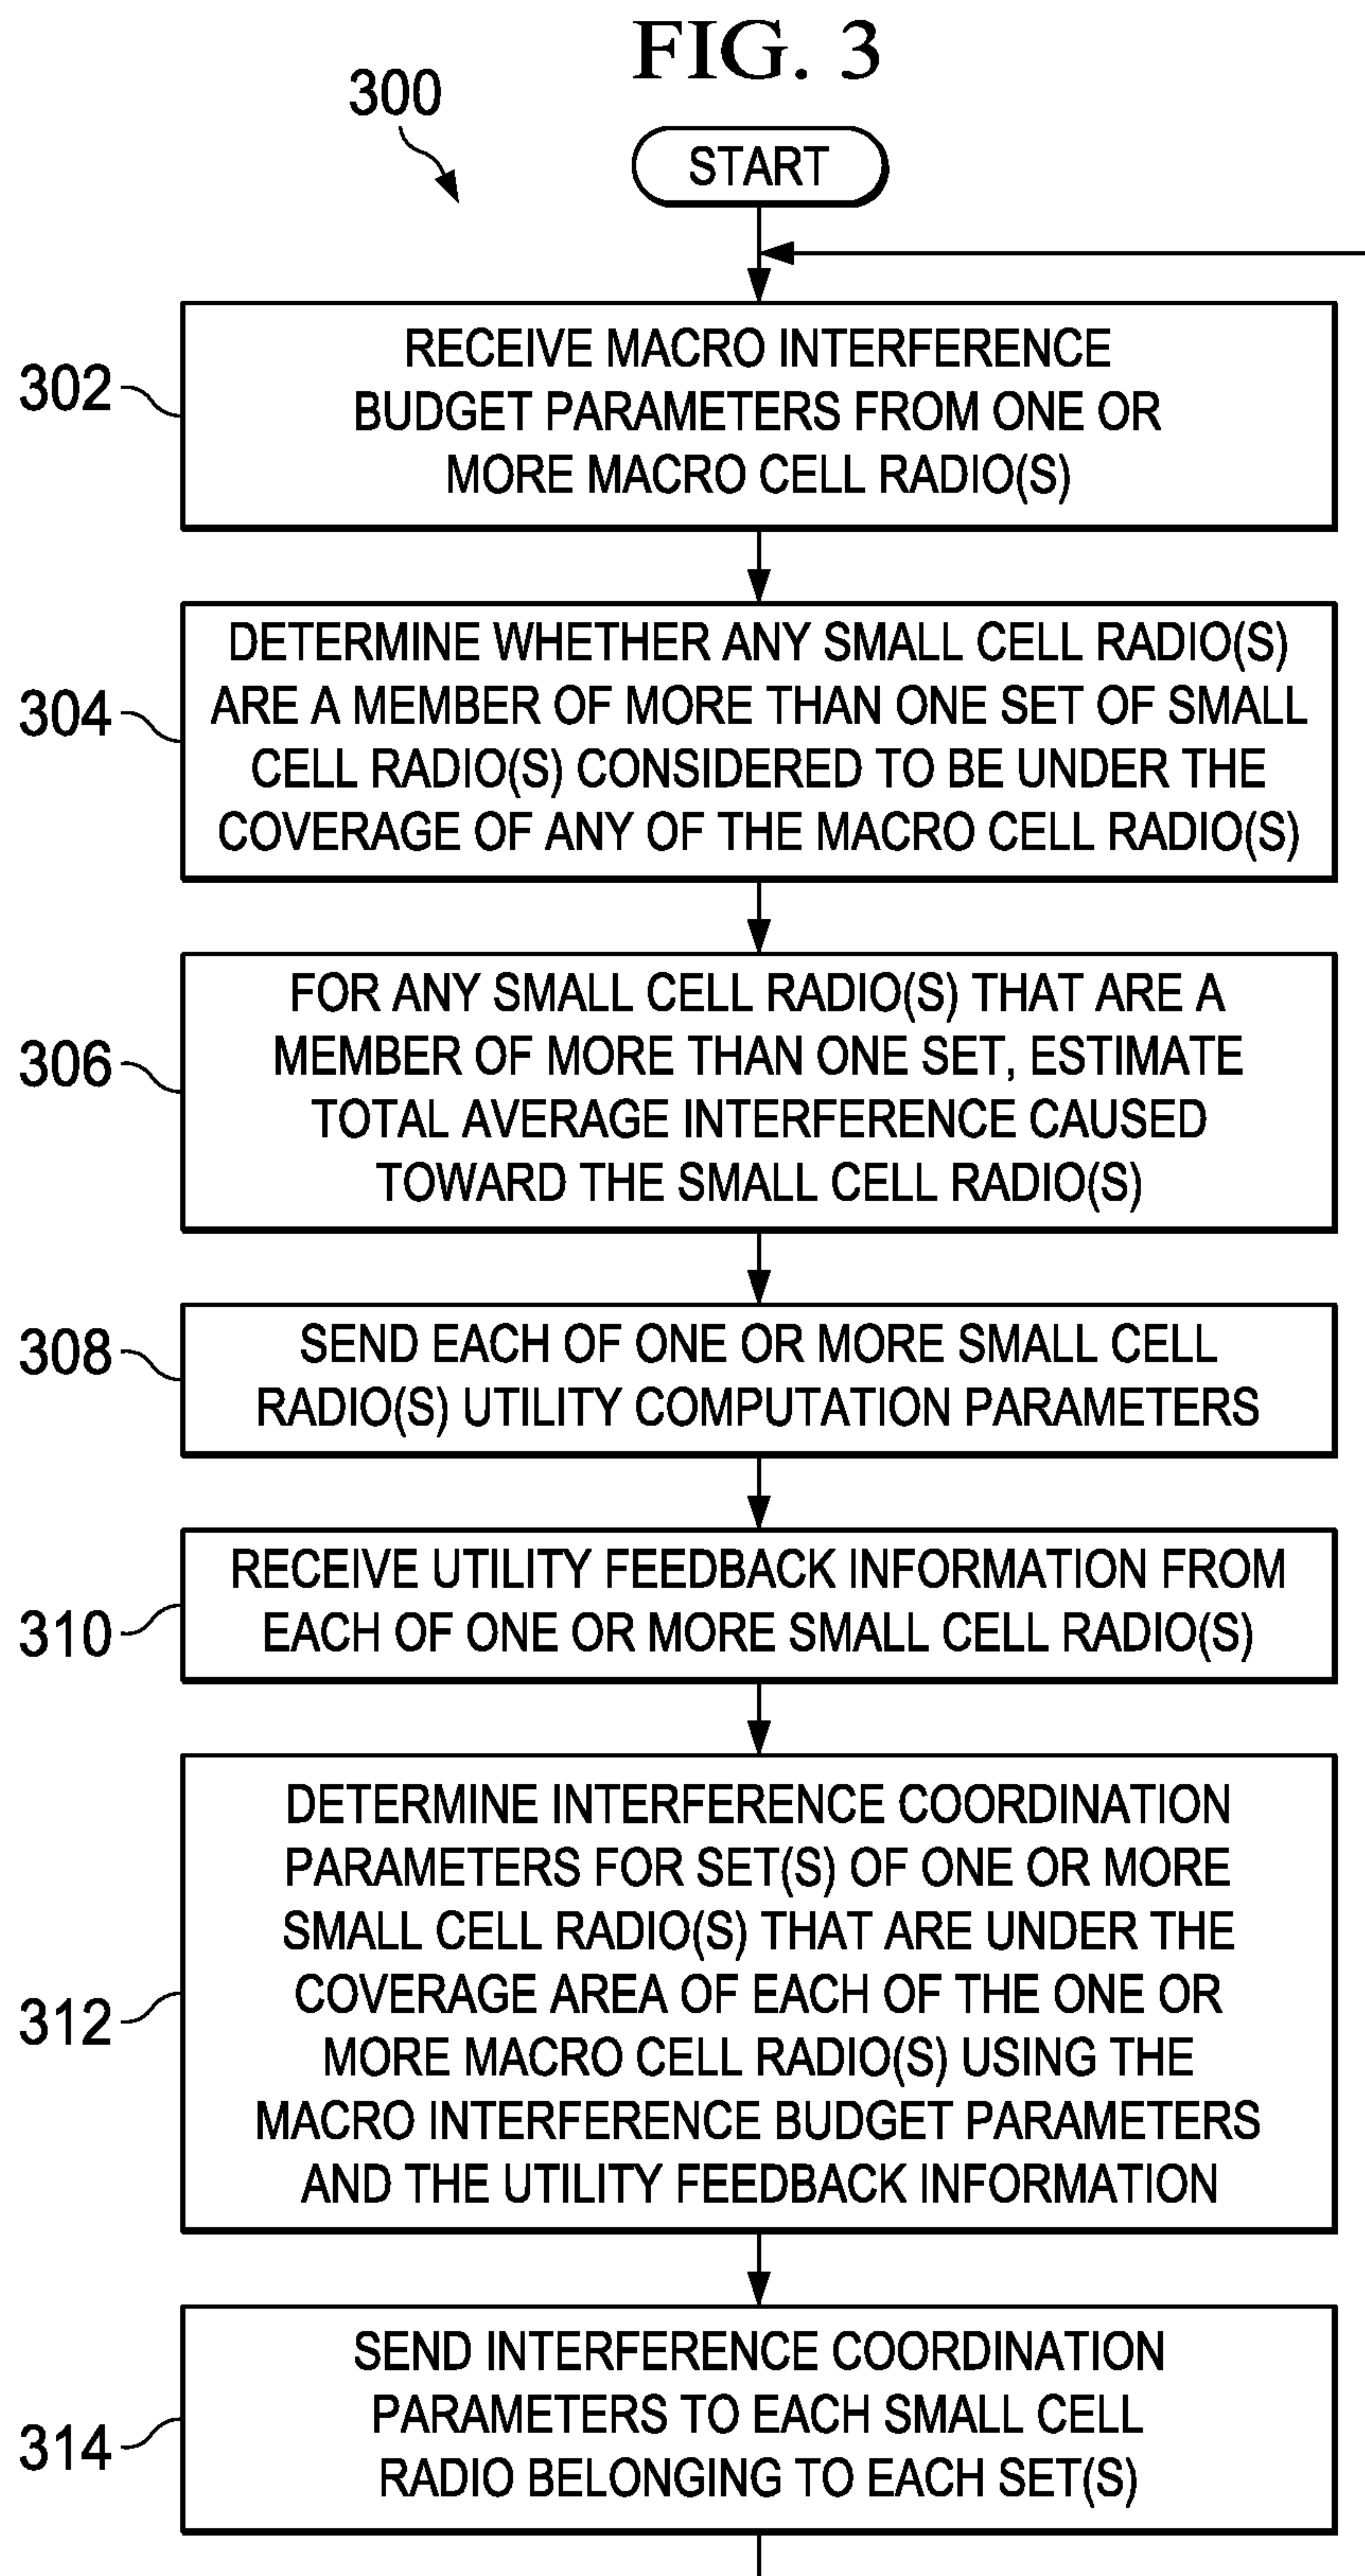 FIG. 3
300
START
302
RECEIVE MACRO INTERFERENCE
BUDGET PARAMETERS FROM ONE OR
MORE MACRO CELL RADIO(S)
304
DETERMINE WHETHER ANY SMALL CELL RADIO(S)
ARE A MEMBER OF MORE THAN ONE SET OF SMALL
CELL RADIO(S) CONSIDERED TO BE UNDER THE
COVERAGE OF ANY OF THE MACRO CELL RADIO(S)
306
FOR ANY SMALL CELL RADIO(S) THAT ARE A
MEMBER OF MORE THAN ONE SET, ESTIMATE
TOTAL AVERAGE INTERFERENCE CAUSED
TOWARD THE SMALL CELL RADIO(S)
308
SEND EACH OF ONE OR MORE SMALL CELL
RADIO(S) UTILITY COMPUTATION PARAMETERS
310
RECEIVE UTILITY FEEDBACK INFORMATION FROM
EACH OF ONE OR MORE SMALL CELL RADIO(S)
312
DETERMINE INTERFERENCE COORDINATION
PARAMETERS FOR SET(S) OF ONE OR MORE
SMALL CELL RADIO(S) THAT ARE UNDER THE
COVERAGE AREA OF EACH OF THE ONE OR
MORE MACRO CELL RADIO(S) USING THE
MACRO INTERFERENCE BUDGET PARAMETERS
AND THE UTILITY FEEDBACK INFORMATION
314
SEND INTERFERENCE COORDINATION
PARAMETERS TO EACH SMALL CELL
RADIO BELONGING TO EACH SET(S)